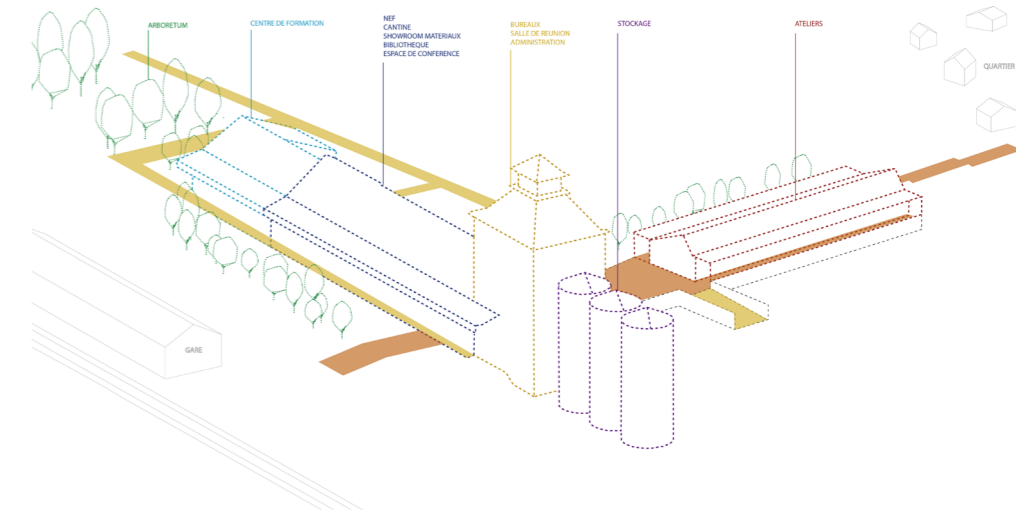 ARBORETUM
CENTRE DE FORMATION
NEF
CANTINE
SHOWROOM MATERIAUX
BIBLIOTHEQUE
ESPACE DE CONFERENCE
BUREAUX
SALLE DE REUNION
ADMINISTRATION
STOCKAGE
ATELIERS
QUARTIER
GARE